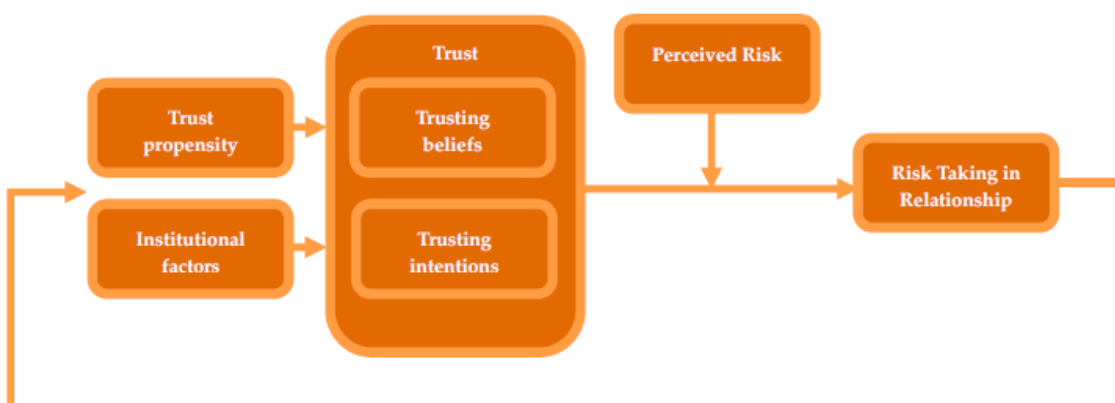 Trust
propensity
Institutional
factors
Trust
Trusting
beliefs
Trusting
intentions
Perceived Risk
Risk Taking in
Relationship